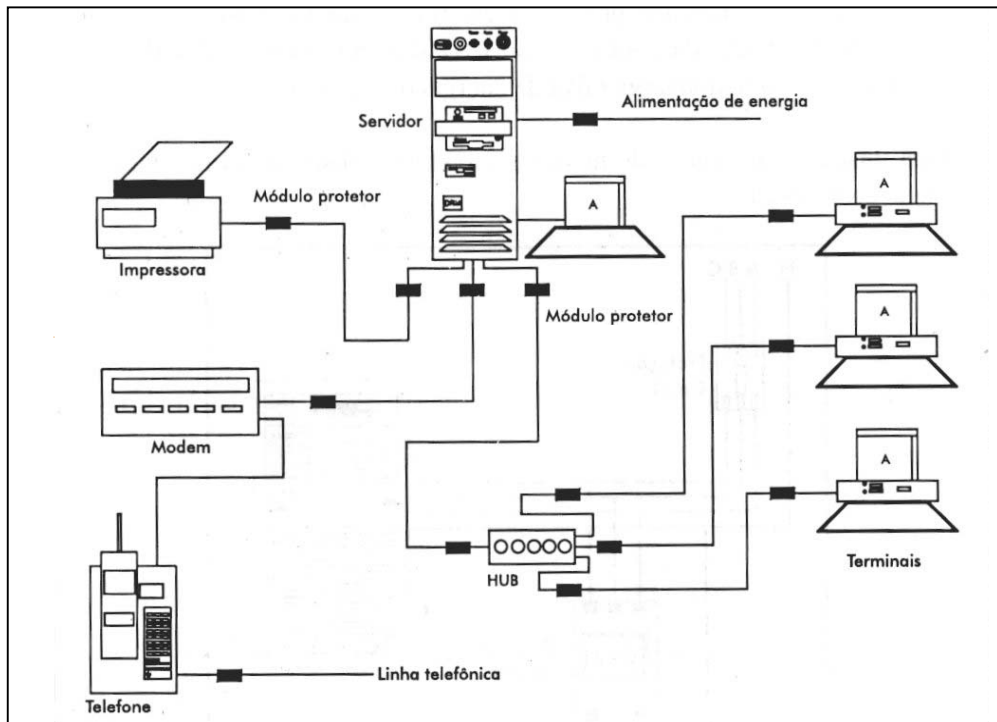 Alimentação de energia
Servidor
A
A
Módulo protetor
Impressora
Módulo protetor
A
Modem
A
HUB
Terminais
Linha telefônica
Telefone